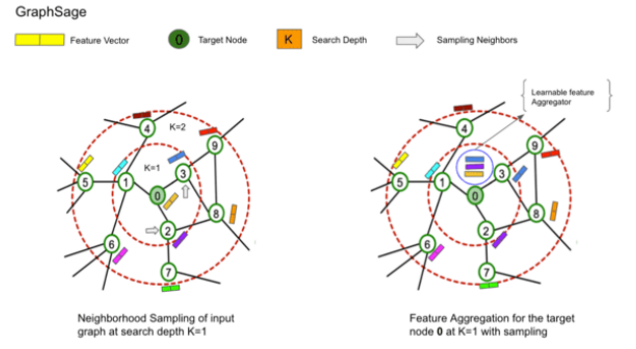 GraphSage
Feature Vector
0
Target Node
K
Search Depth
Sampling Neighbors
Learnable feature
Aggregator
4
K=2
9
K=1
3
5
1
0
2
8
6
7
4
9
3
5
1
0
2
8
6
7
Neighborhood Sampling of input
graph at search depth K=1
Feature Aggregation for the target
node 0 at K=1 with sampling